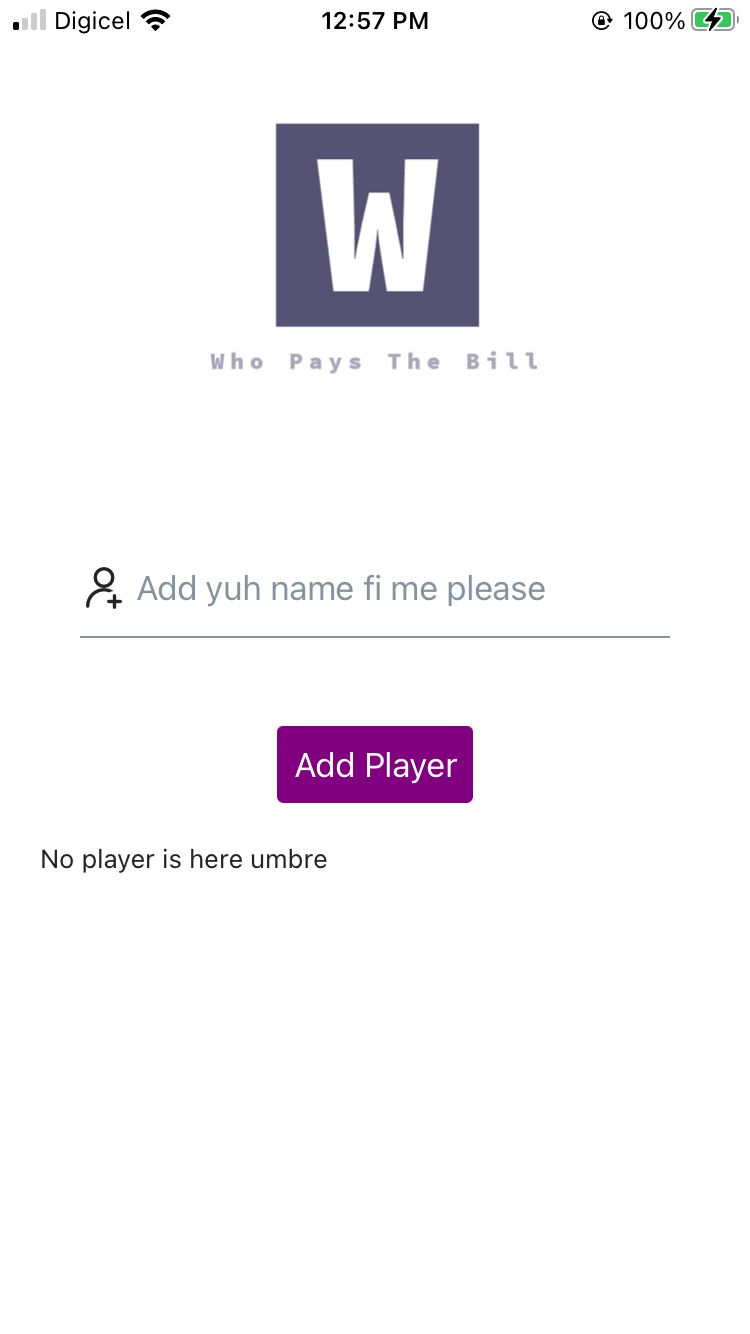 Digicel 12:57 PM 100%
W
Who Pays The Bill
Add yuh name fi me please
Add Player
No player is here umbre